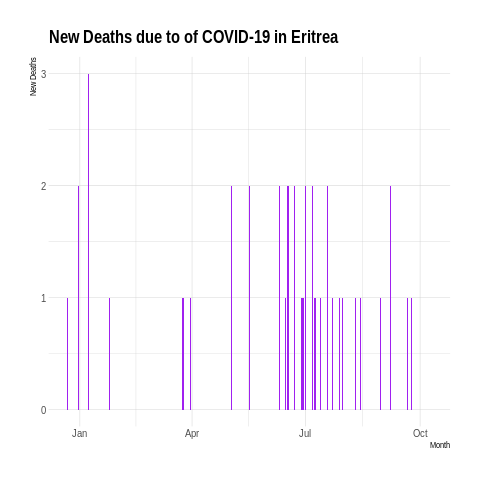 New Deaths due to of COVID-19 in Eritrea
New Deaths
3
2
1
0
Jan Apr Jul Oct
Month